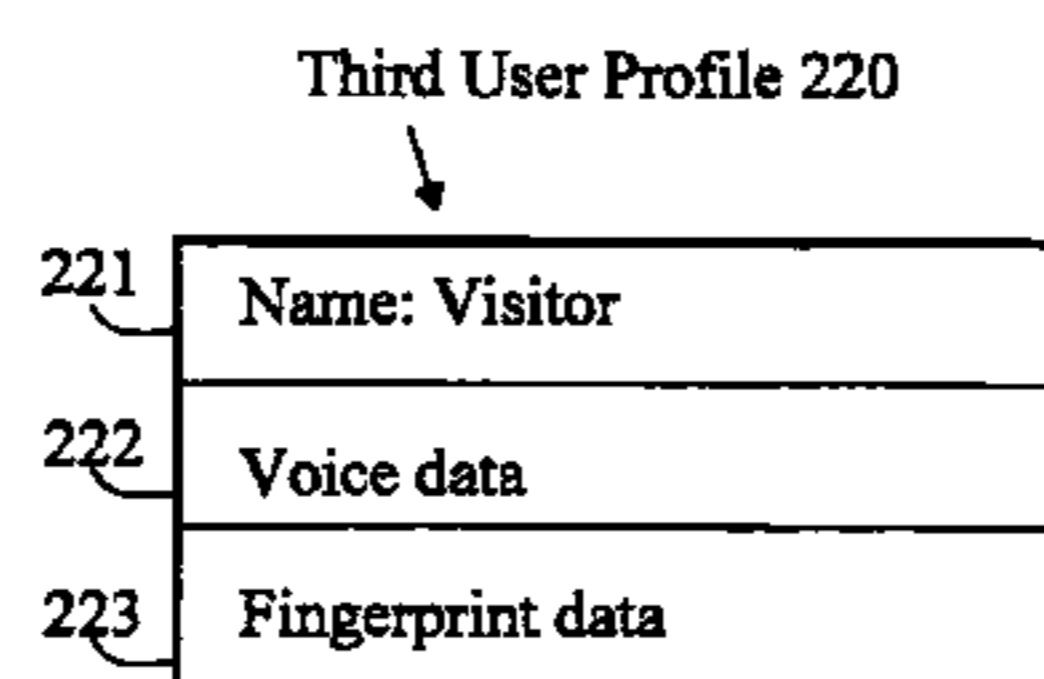 Third User Profile 220
221
Name: Visitor
222
Voice data
223
Fingerprint data